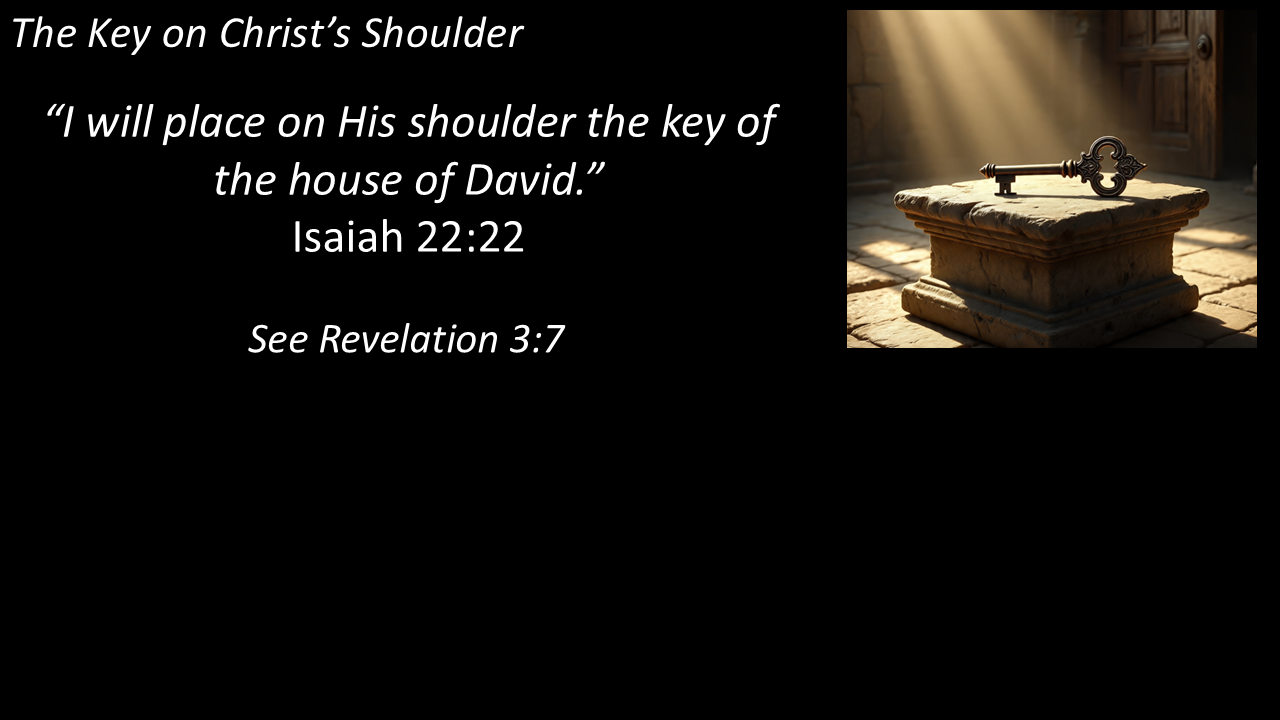 The Key on Christ’s Shoulder
“I will place on His shoulder the key of
the house of David.”
Isaiah 22:22
See Revelation 3:7